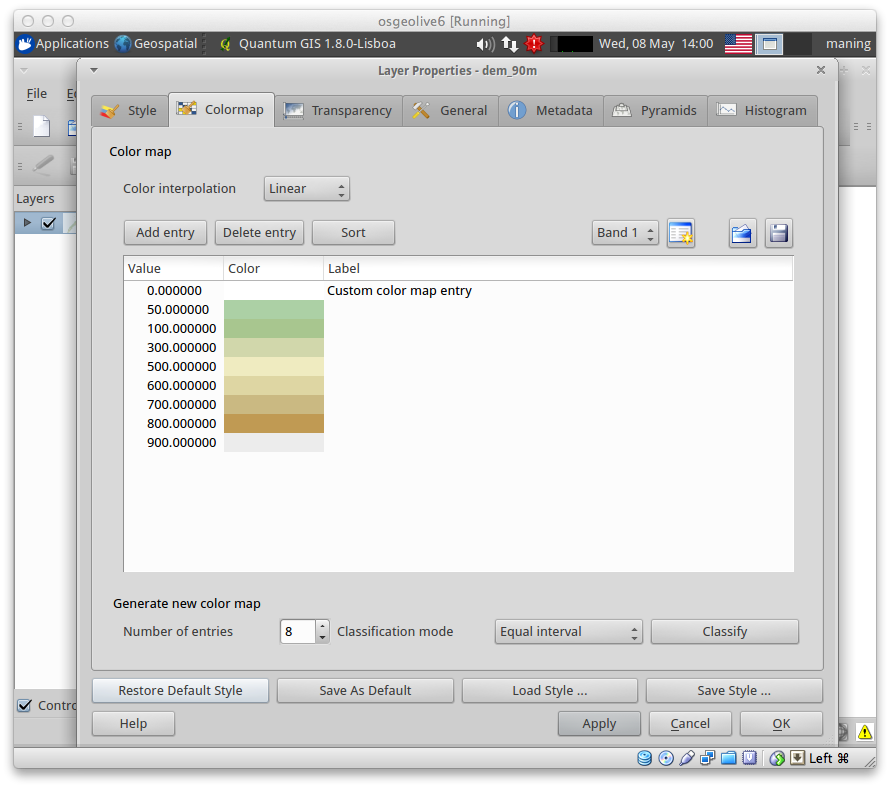 osgeolive6 [Running]
Applications Geospatial Quantum GIS 1.8.0-Lisboa Wed, 08 May 14:00 maning
Layer Properties - dem_90m
File
Style Colormap Transparency General Metadata Pyramids Histogram
Color map
Color interpolation Linear
Layers
Add entry Delete entry Sort Band 1
Value Color Label
0.000000 Custom color map entry
50.000000
100.000000
300.000000
500.000000
600.000000
700.000000
800.000000
900.000000
Generate new color map
Number of entries 8 Classification mode Equal interval Classify
Restore Default Style Save As Default Load Style ... Save Style ...
Contro
Help Apply Cancel OK
Left ⌘